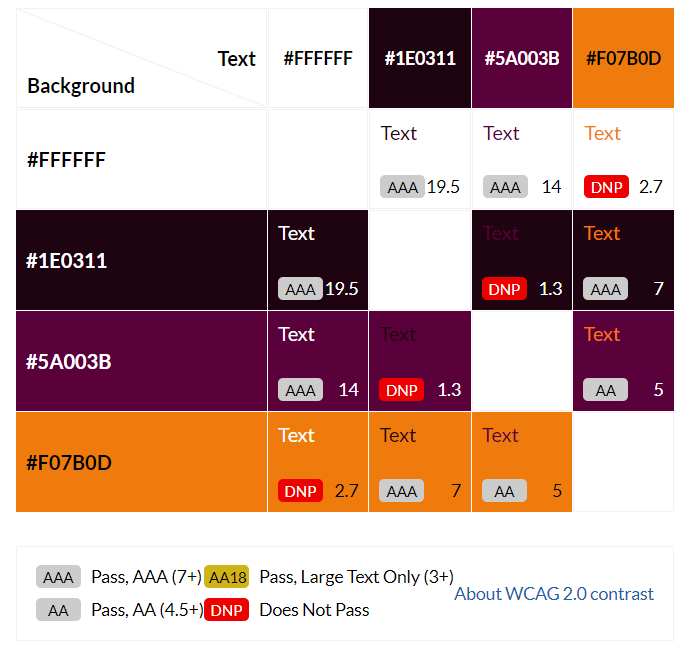 Text #FFFFFF #1E0311 #5A003B #F07B0D
Background
#FFFFFF Text Text Text
AAA 19.5 AAA 14 DNP 2.7
#1E0311 Text Text Text
AAA 19.5 DNP 1.3 AAA 7
#5A003B Text Text Text
AAA 14 DNP 1.3 AA 5
#F07B0D Text Text Text
DNP 2.7 AAA 7 AA 5
AAA Pass, AAA (7+) AA18 Pass, Large Text Only (3+)
About WCAG 2.0 contrast
AA Pass, AA (4.5+) DNP Does Not Pass